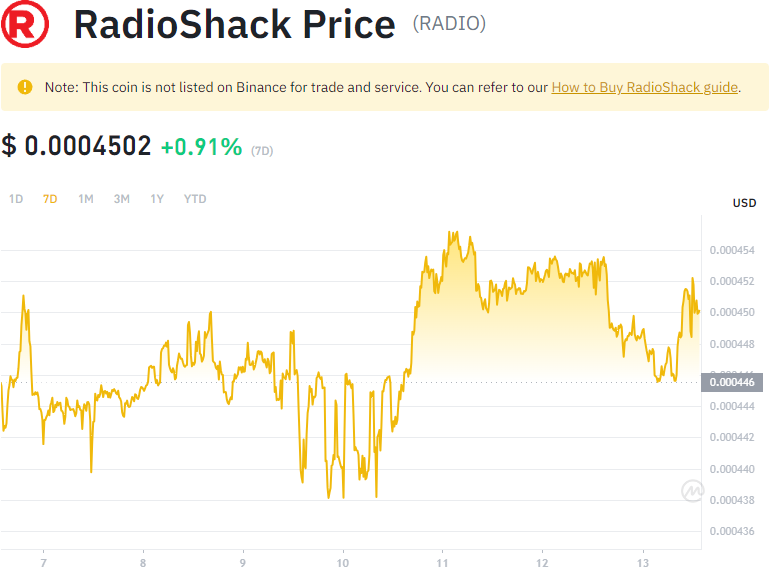 RadioShack Price (RADIO)
Note: This coin is not listed on Binance for trade and service. You can refer to our How to Buy RadioShack guide.
$ 0.0004502 +0.91% (7D)
1D 7D 1M 3M 1Y YTD
USD
0.000454
0.000452
0.000450
0.000448
0.000446
0.000444
0.000442
0.000440
0.000438
0.000436
7 8 9 10 11 12 13